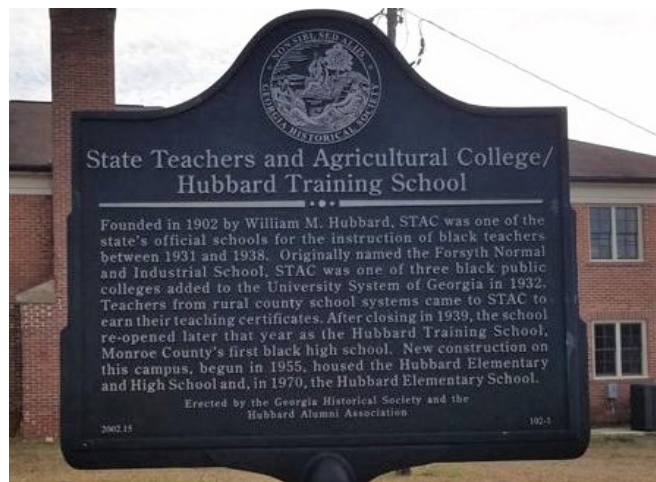 NON SIBI, SED ALIIS
GEORGIA HISTORICAL SOCIETY
State Teachers and Agricultural College/
Hubbard Training School
Founded in 1902 by William M. Hubbard, STAC was one of the
state's official schools for the instruction of black teachers
between 1931 and 1938. Originally named the Forsyth Normal
and Industrial School, STAC was one of three black public
colleges added to the University System of Georgia in 1932.
Teachers from rural county school systems came to STAC to
earn their teaching certificates. After closing in 1939, the school
re-opened later that year as the Hubbard Training School,
Monroe County's first black high school. New construction on
this campus, begun in 1955, housed the Hubbard Elementary
and High School and, in 1970, the Hubbard Elementary School.
Erected by the Georgia Historical Society and the
Hubbard Alumni Association
2002.15
102-3